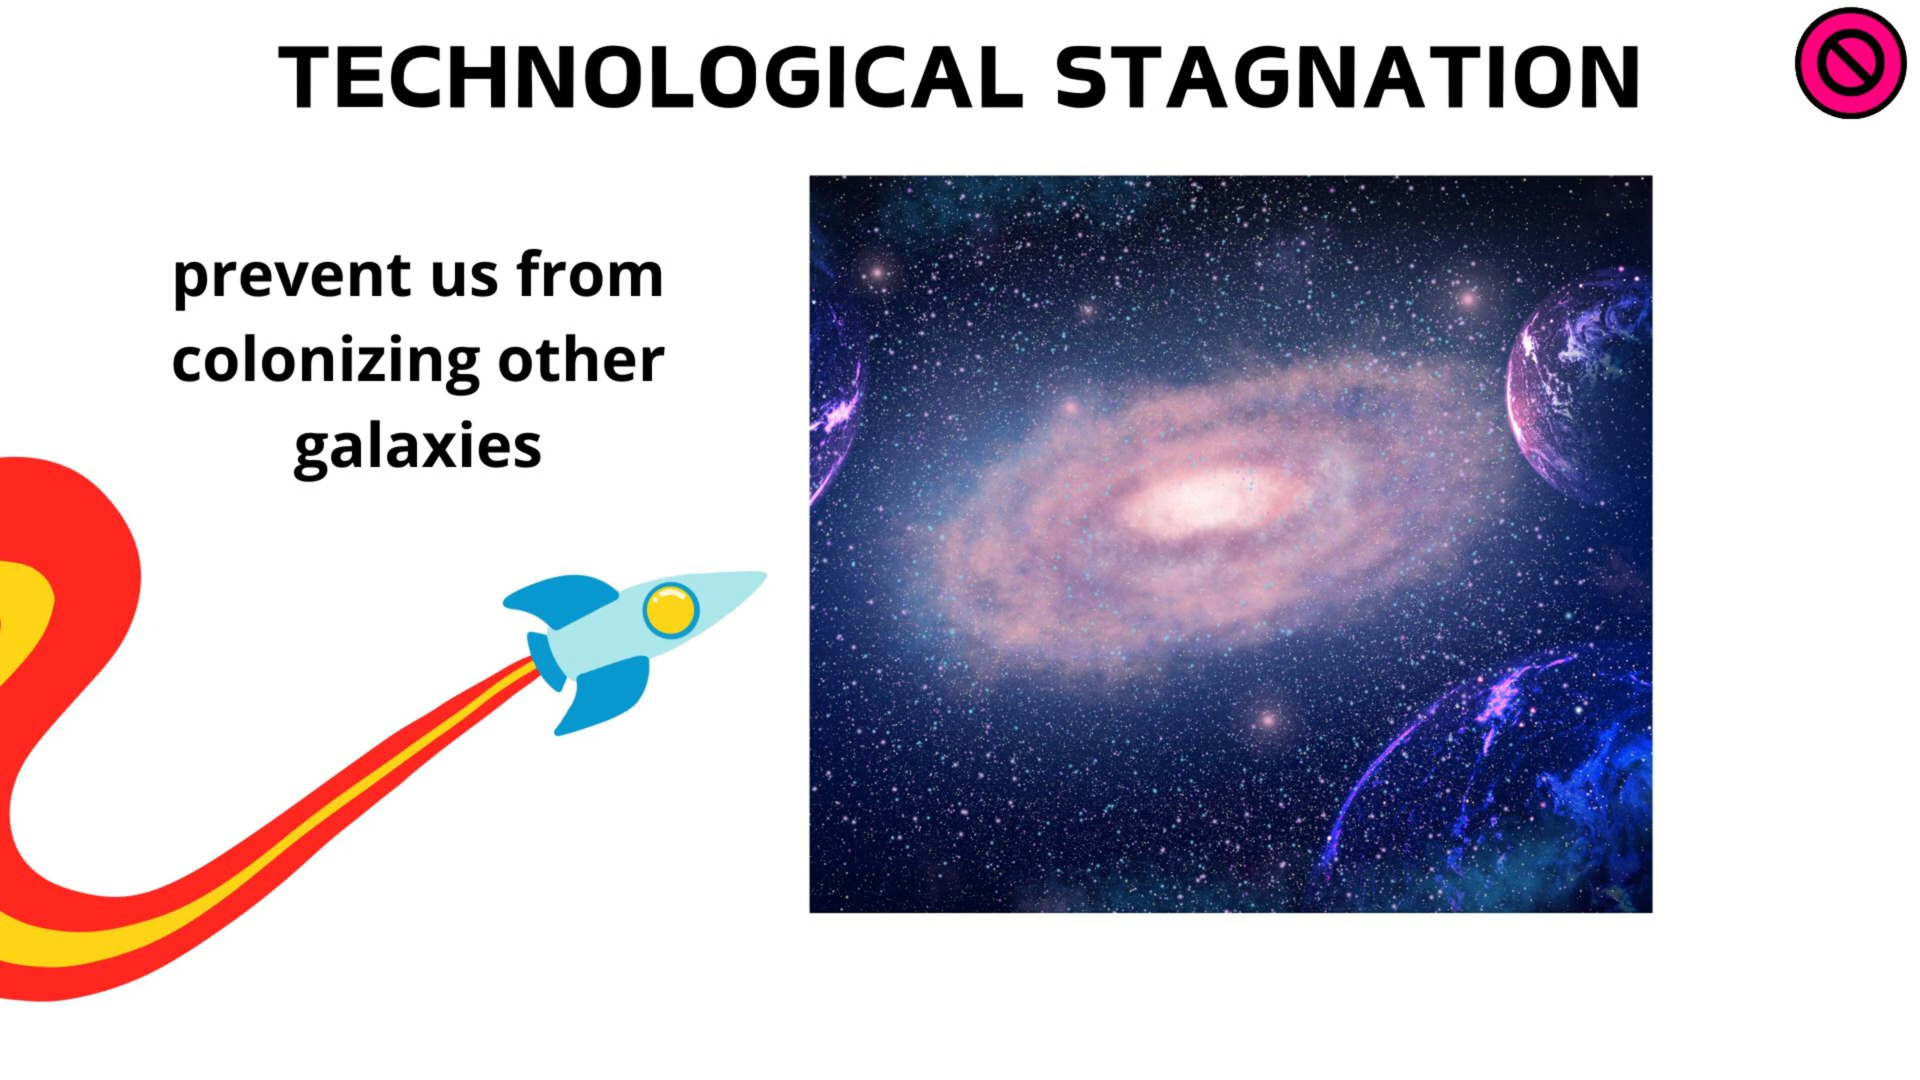 TECHNOLOGICAL STAGNATION
prevent us from
colonizing other
galaxies